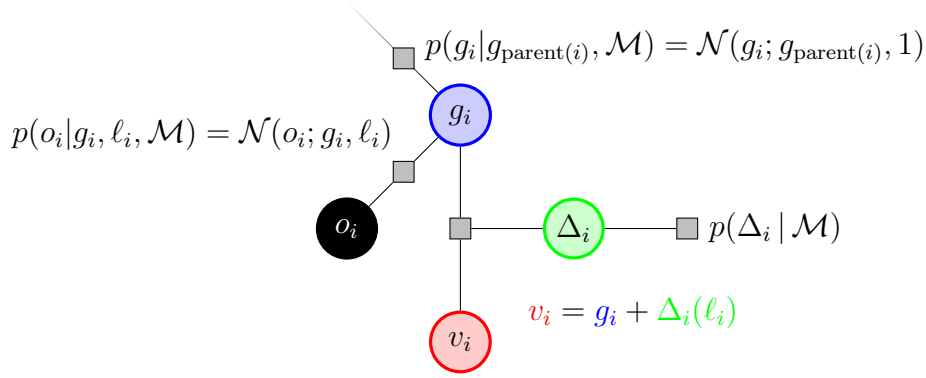 p(g_i|g_parent(i), ℳ) = 𝒩(g_i; g_parent(i), 1)
g_i
p(o_i|g_i, ℓ_i, ℳ) = 𝒩(o_i; g_i, ℓ_i)
o_i
Δ_i
p(Δ_i | ℳ)
v_i = g_i + Δ_i(ℓ_i)
v_i